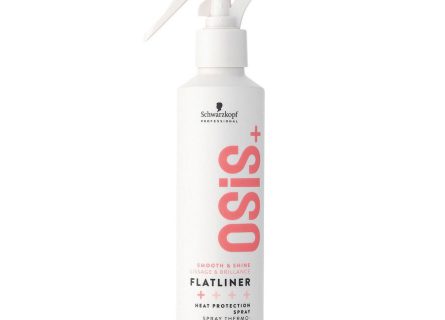 Schwarzkopf
PROFESSIONAL
OSiS+
SMOOTH & SHINE
LISSAGE & BRILLANCE
FLATLINER
+ + + +
HEAT PROTECTION
SPRAY
SPRAY THERMO